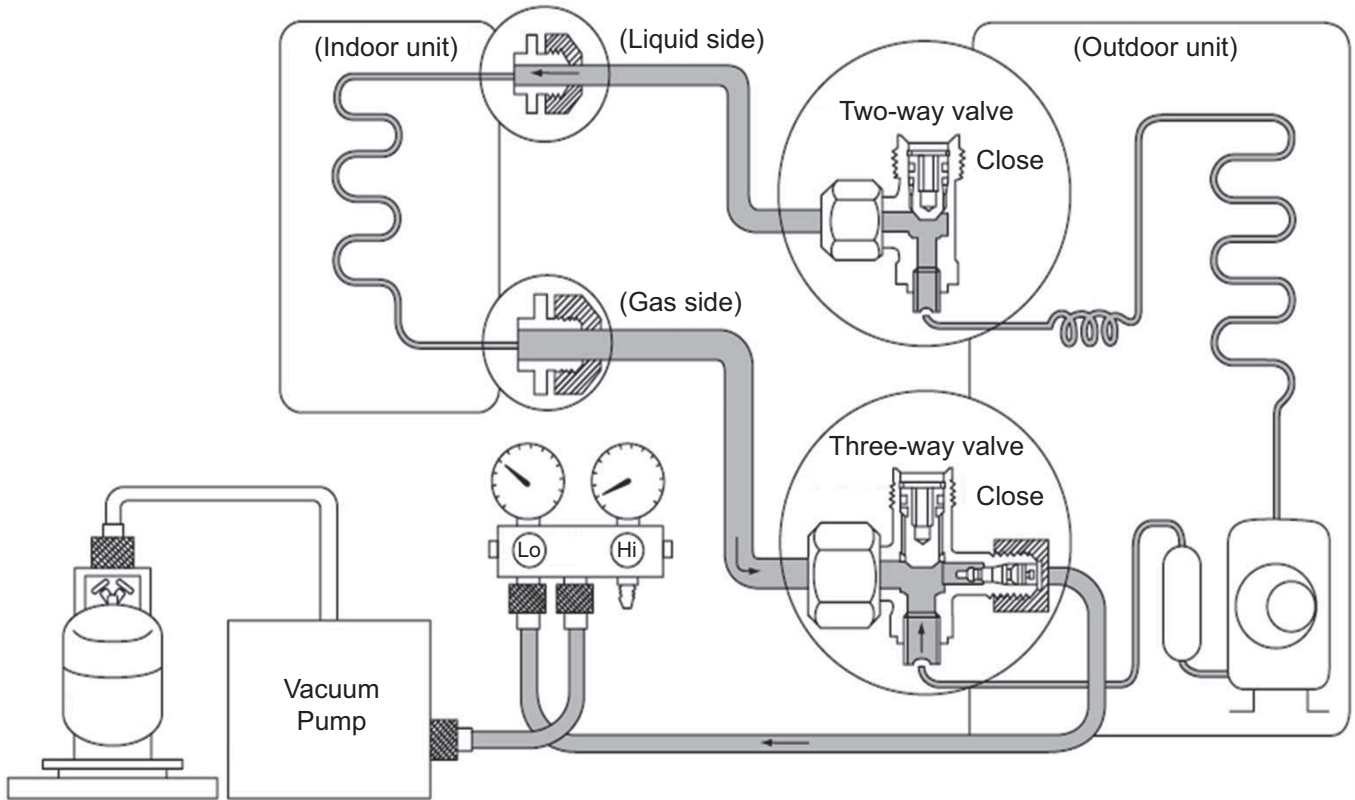 (Indoor unit)
(Liquid side)
(Outdoor unit)
Two-way valve
Close
(Gas side)
Three-way valve
Close
Lo
Hi
Vacuum
Pump